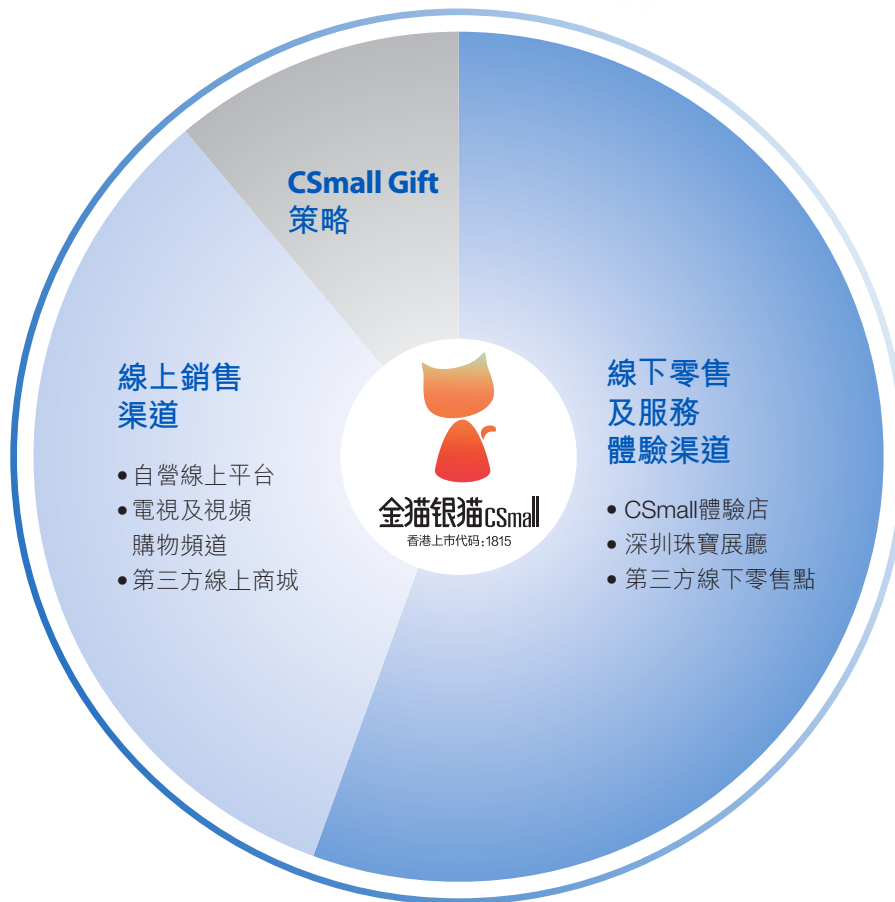 CSmall Gift
策略
線上銷售
渠道
• 自營線上平台
• 電視及視頻
購物頻道
• 第三方線上商城
金猫银猫CSmall
香港上市代码:1815
線下零售
及服務
體驗渠道
• CSmall體驗店
• 深圳珠寶展廳
• 第三方線下零售點